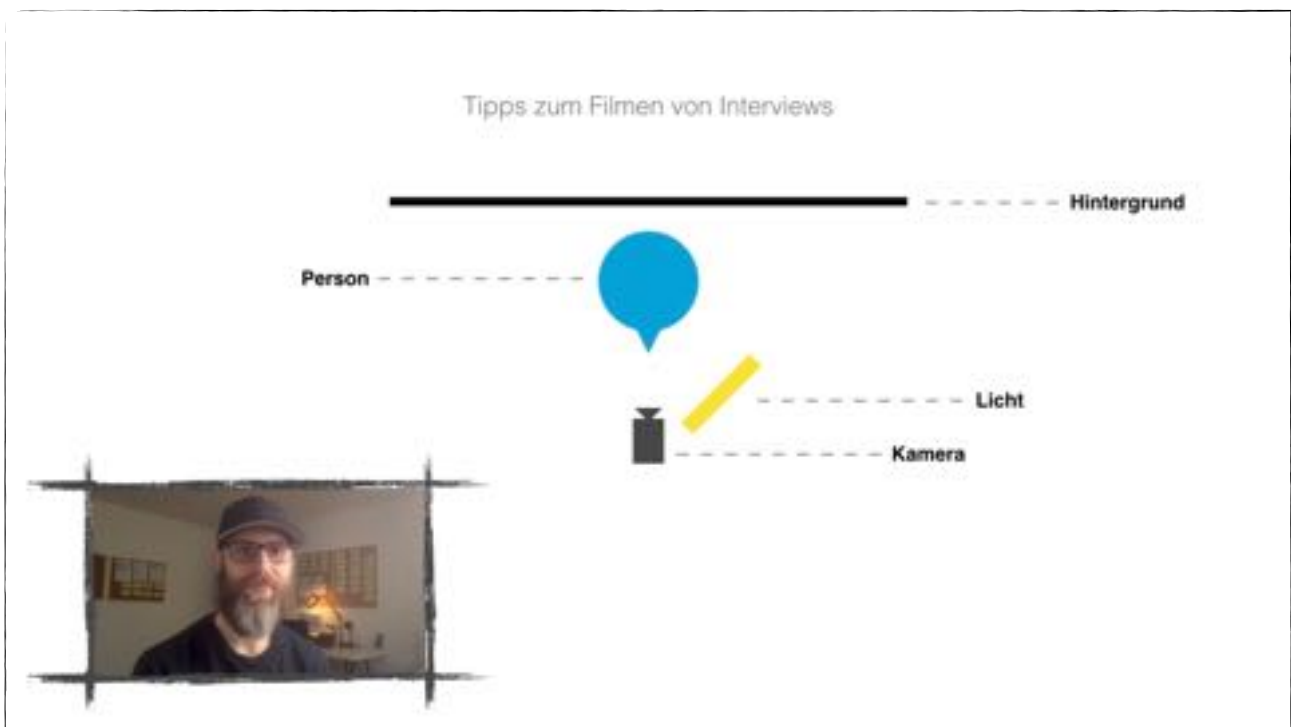 Tipps zum Filmen von Interviews
Hintergrund
Person
Licht
Kamera